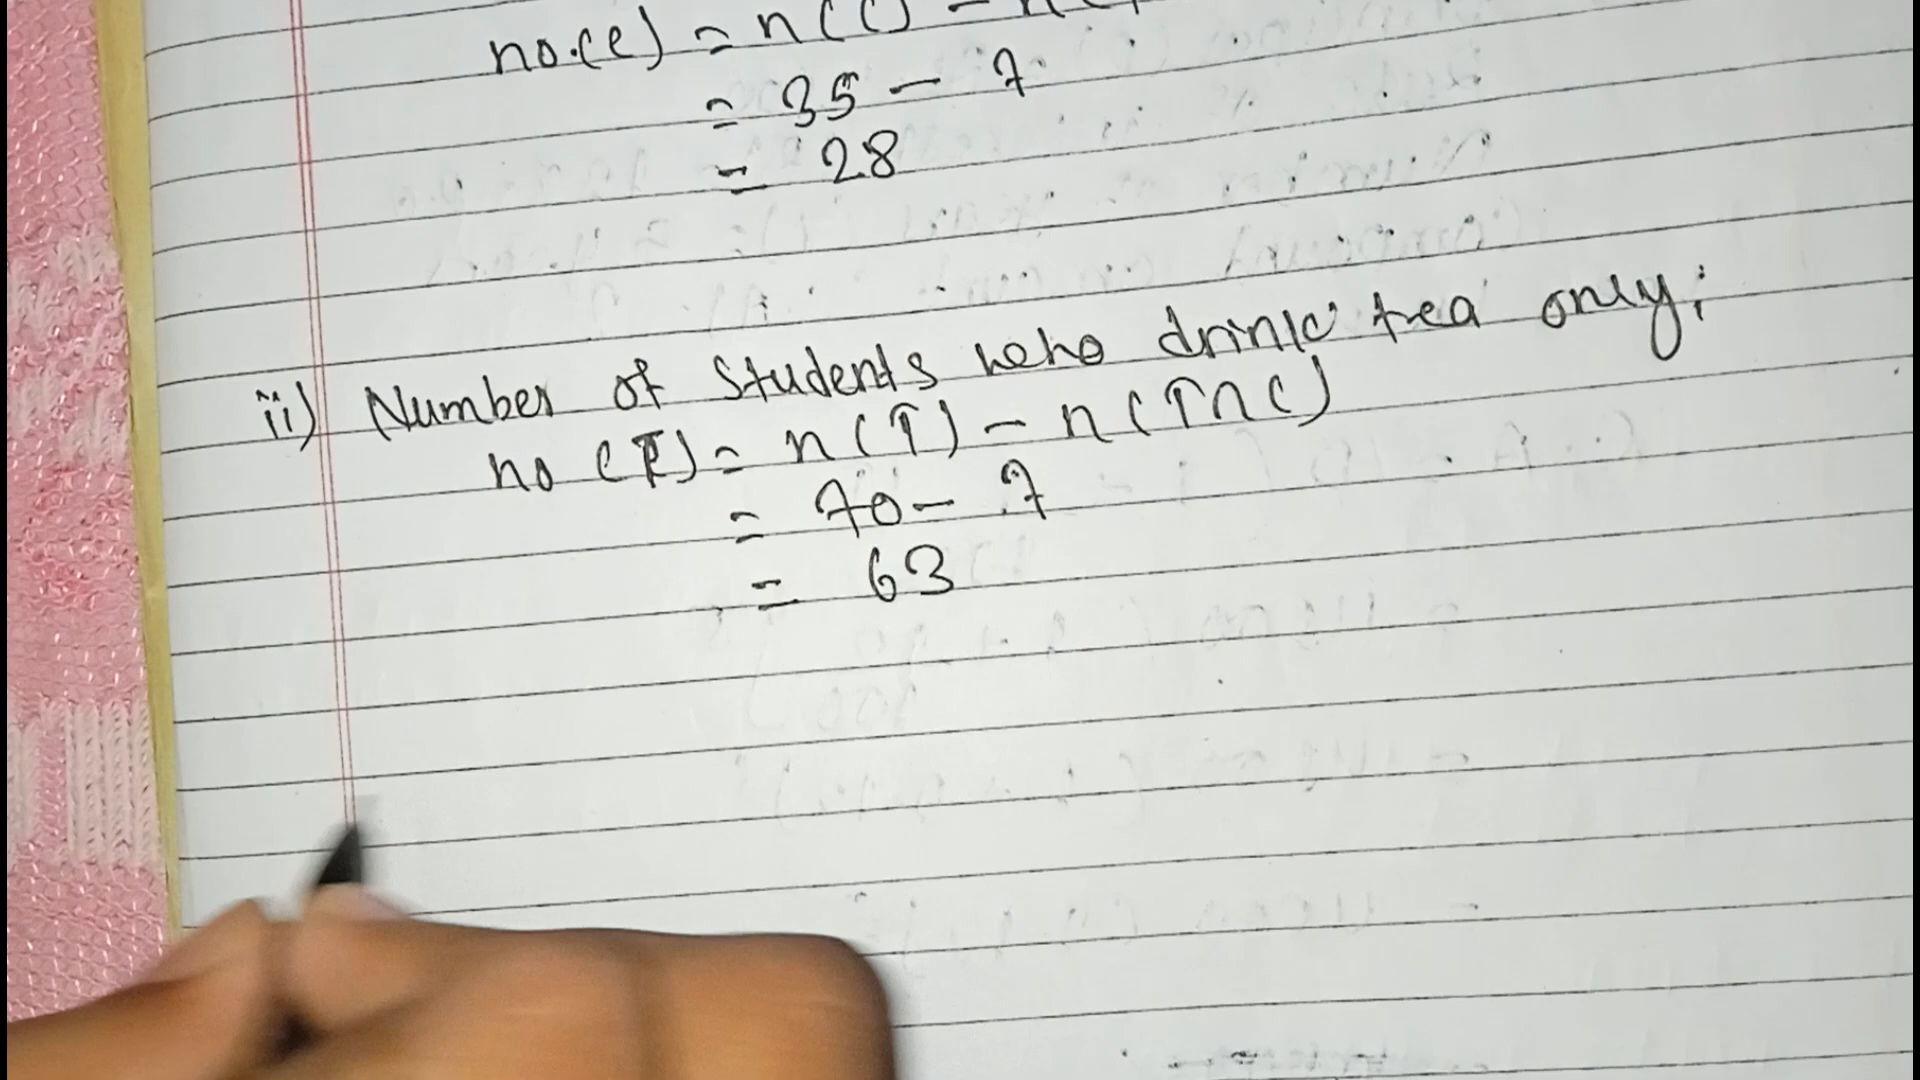 no.(e) = n(C) - n(
= 35 - 7
= 28
ii) Number of Students who drink tea only;
no (T) = n(T) - n(T∩C)
= 70 - 7
= 63